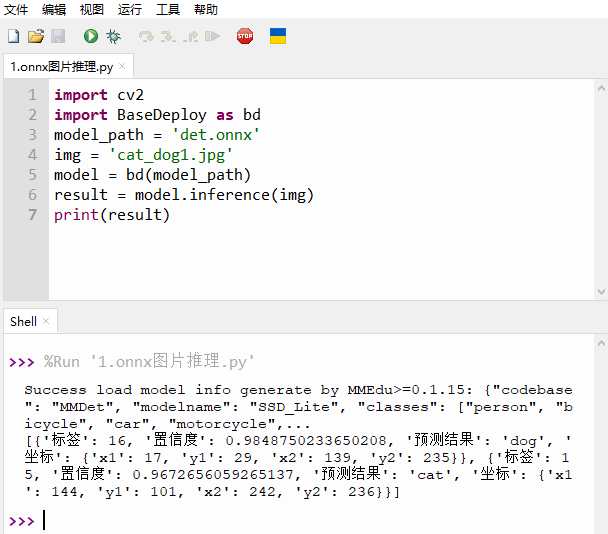 文件 编辑 视图 运行 工具 帮助
STOP
1.onnx图片推理.py ×
1 import cv2
2 import BaseDeploy as bd
3 model_path = 'det.onnx'
4 img = 'cat_dog1.jpg'
5 model = bd(model_path)
6 result = model.inference(img)
7 print(result)
Shell ×
>>> %Run '1.onnx图片推理.py'
Success load model info generate by MMEdu>=0.1.15: {"codebase
": "MMDet", "modelname": "SSD_Lite", "classes": ["person", "b
icycle", "car", "motorcycle",...
[{'标签': 16, '置信度': 0.9848750233650208, '预测结果': 'dog', '
坐标': {'x1': 17, 'y1': 29, 'x2': 139, 'y2': 235}}, {'标签': 1
5, '置信度': 0.9672656059265137, '预测结果': 'cat', '坐标': {'x1
': 144, 'y1': 101, 'x2': 242, 'y2': 236}}]
>>>